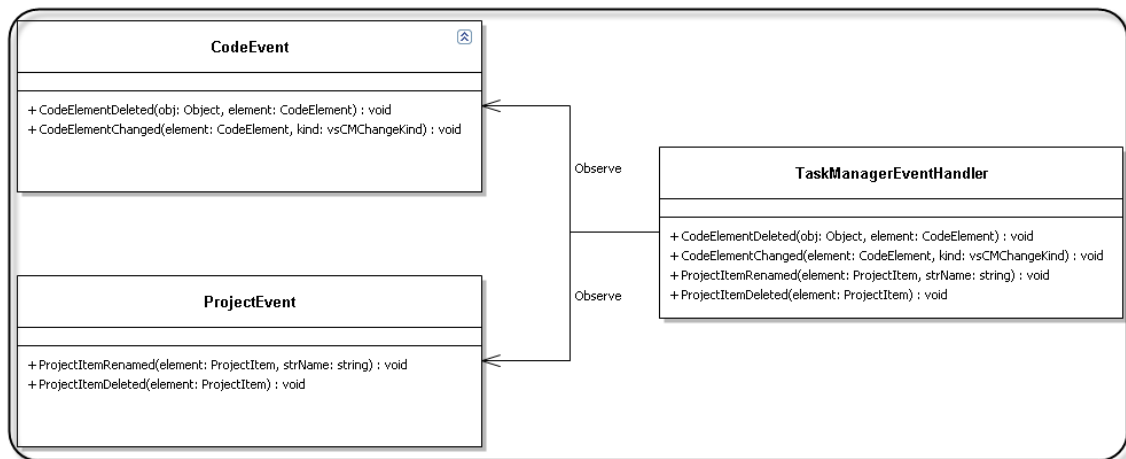 CodeEvent
+ CodeElementDeleted(obj: Object, element: CodeElement) : void
+ CodeElementChanged(element: CodeElement, kind: vsCMChangeKind) : void
Observe
TaskManagerEventHandler
+ CodeElementDeleted(obj: Object, element: CodeElement) : void
+ CodeElementChanged(element: CodeElement, kind: vsCMChangeKind) : void
+ ProjectItemRenamed(element: ProjectItem, strName: string) : void
+ ProjectItemDeleted(element: ProjectItem) : void
ProjectEvent
Observe
+ ProjectItemRenamed(element: ProjectItem, strName: string) : void
+ ProjectItemDeleted(element: ProjectItem) : void